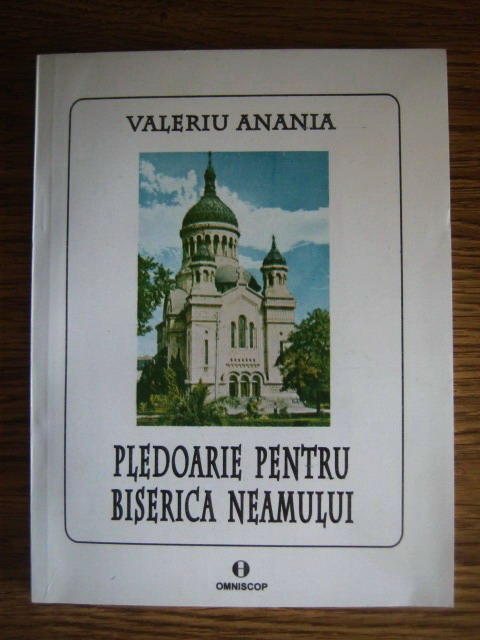 VALERIU ANANIA
PLEDOARIE PENTRU
BISERICA NEAMULUI
OMNISCOP